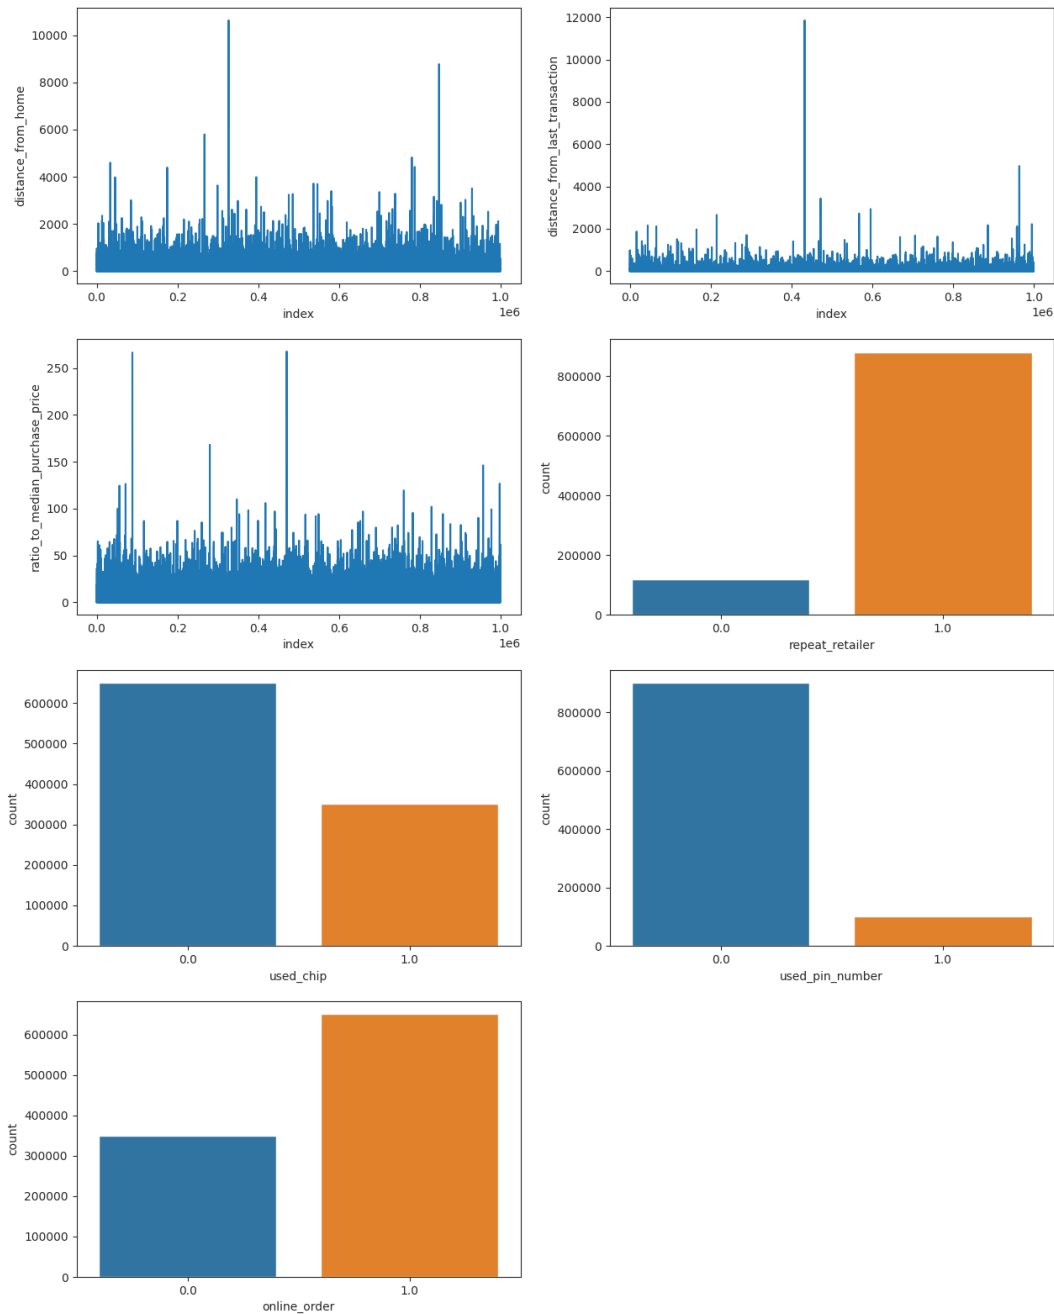 10000
8000
6000
4000
2000
0
distance_from_home
0.0 0.2 0.4 0.6 0.8 1.0
index 1e6
12000
10000
8000
6000
4000
2000
0
distance_from_last_transaction
0.0 0.2 0.4 0.6 0.8 1.0
index 1e6
250
200
150
100
50
0
ratio_to_median_purchase_price
0.0 0.2 0.4 0.6 0.8 1.0
index 1e6
800000
600000
400000
200000
0
count
0.0 1.0
repeat_retailer
600000
500000
400000
300000
200000
100000
0
count
0.0 1.0
used_chip
800000
600000
400000
200000
0
count
0.0 1.0
used_pin_number
600000
500000
400000
300000
200000
100000
0
count
0.0 1.0
online_order